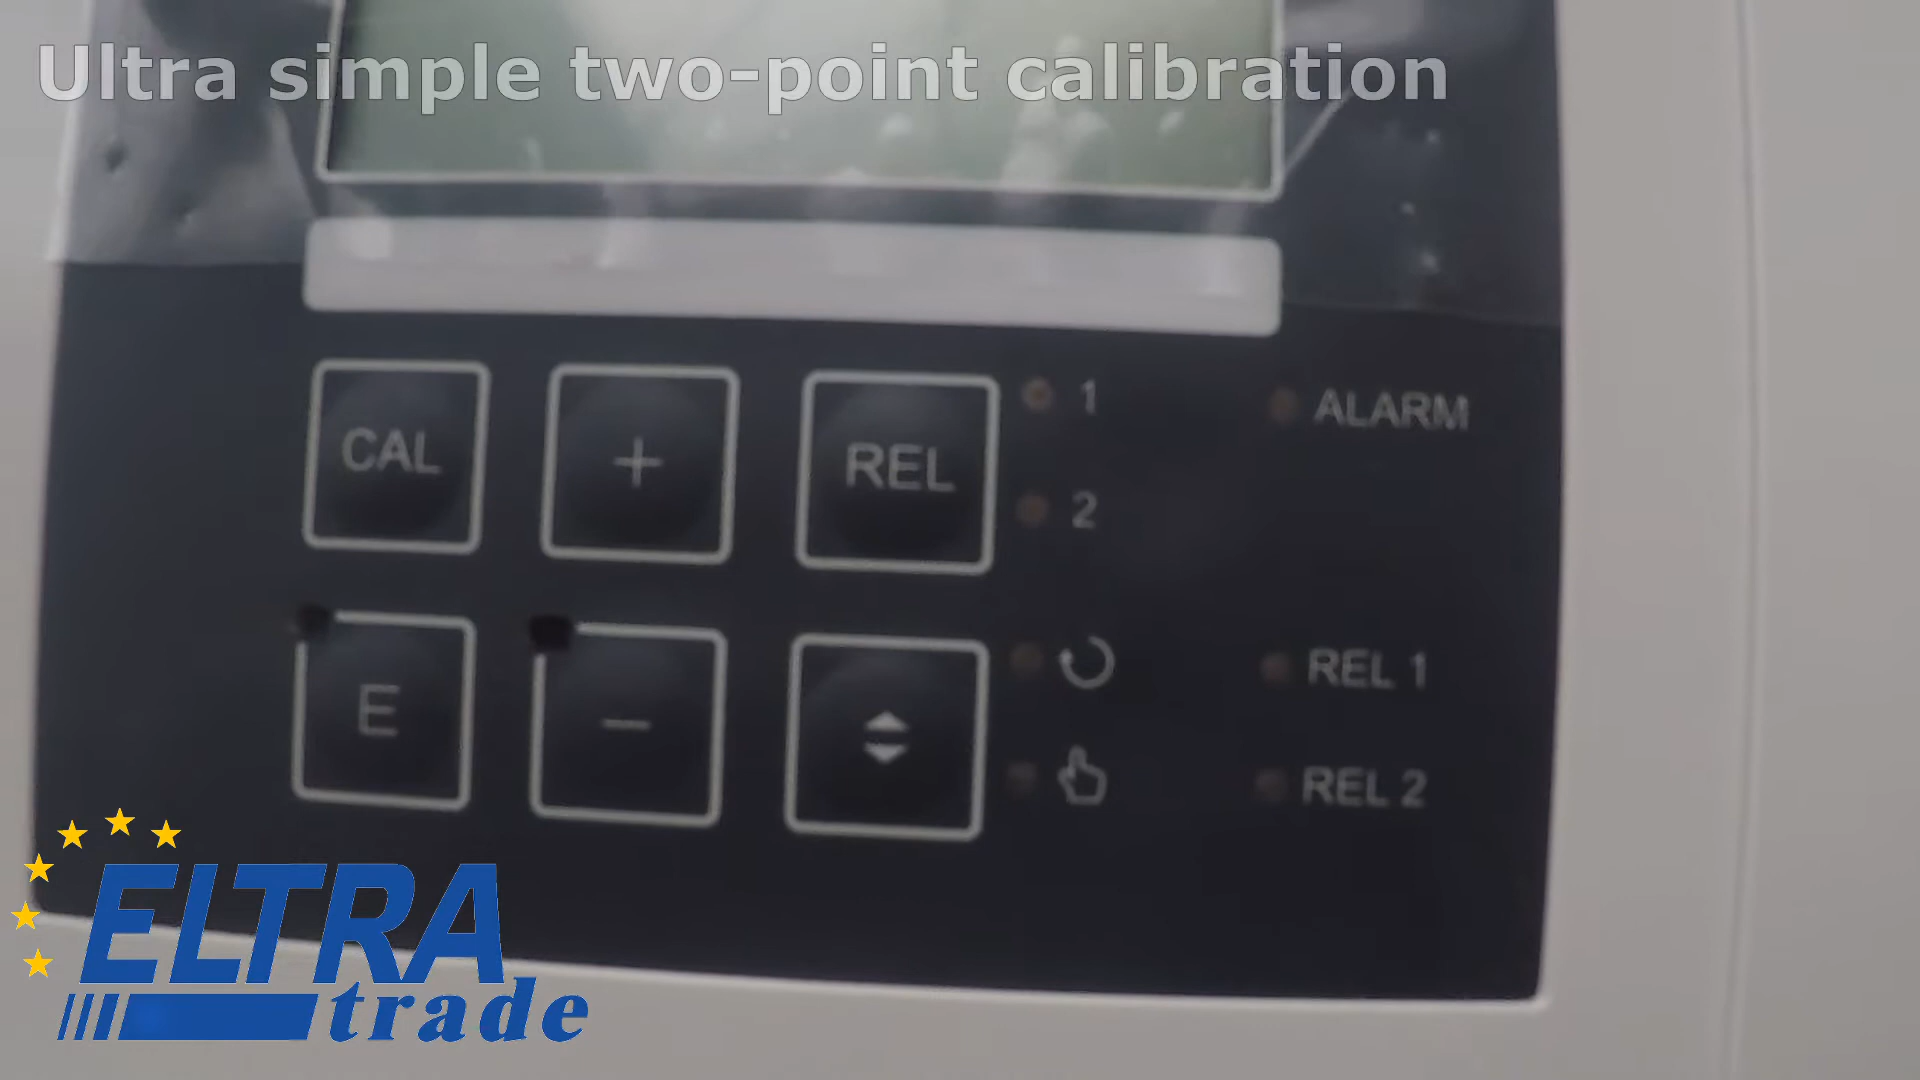 Ultra simple two-point calibration
CAL
+
REL
1
2
ALARM
E
−
REL 1
REL 2
ELTRA
trade